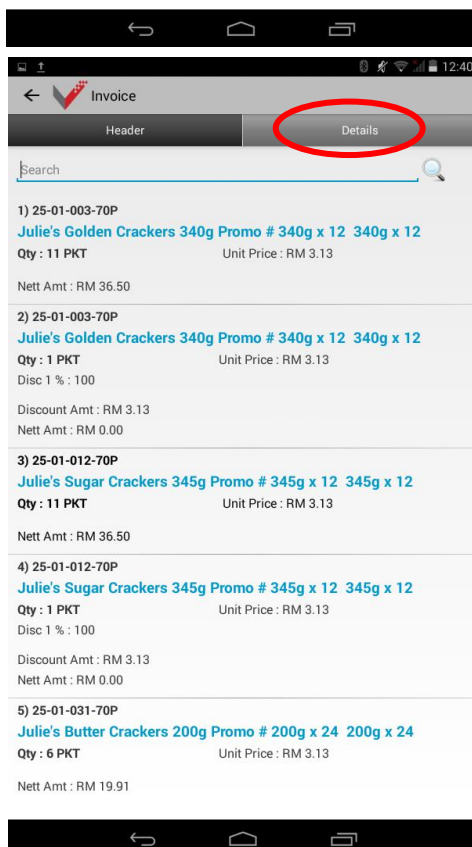 12:40
Invoice
Header Details
Search
1) 25-01-003-70P
Julie's Golden Crackers 340g Promo # 340g x 12 340g x 12
Qty : 11 PKT Unit Price : RM 3.13
Nett Amt : RM 36.50
2) 25-01-003-70P
Julie's Golden Crackers 340g Promo # 340g x 12 340g x 12
Qty : 1 PKT Unit Price : RM 3.13
Disc 1 % : 100
Discount Amt : RM 3.13
Nett Amt : RM 0.00
3) 25-01-012-70P
Julie's Sugar Crackers 345g Promo # 345g x 12 345g x 12
Qty : 11 PKT Unit Price : RM 3.13
Nett Amt : RM 36.50
4) 25-01-012-70P
Julie's Sugar Crackers 345g Promo # 345g x 12 345g x 12
Qty : 1 PKT Unit Price : RM 3.13
Disc 1 % : 100
Discount Amt : RM 3.13
Nett Amt : RM 0.00
5) 25-01-031-70P
Julie's Butter Crackers 200g Promo # 200g x 24 200g x 24
Qty : 6 PKT Unit Price : RM 3.13
Nett Amt : RM 19.91